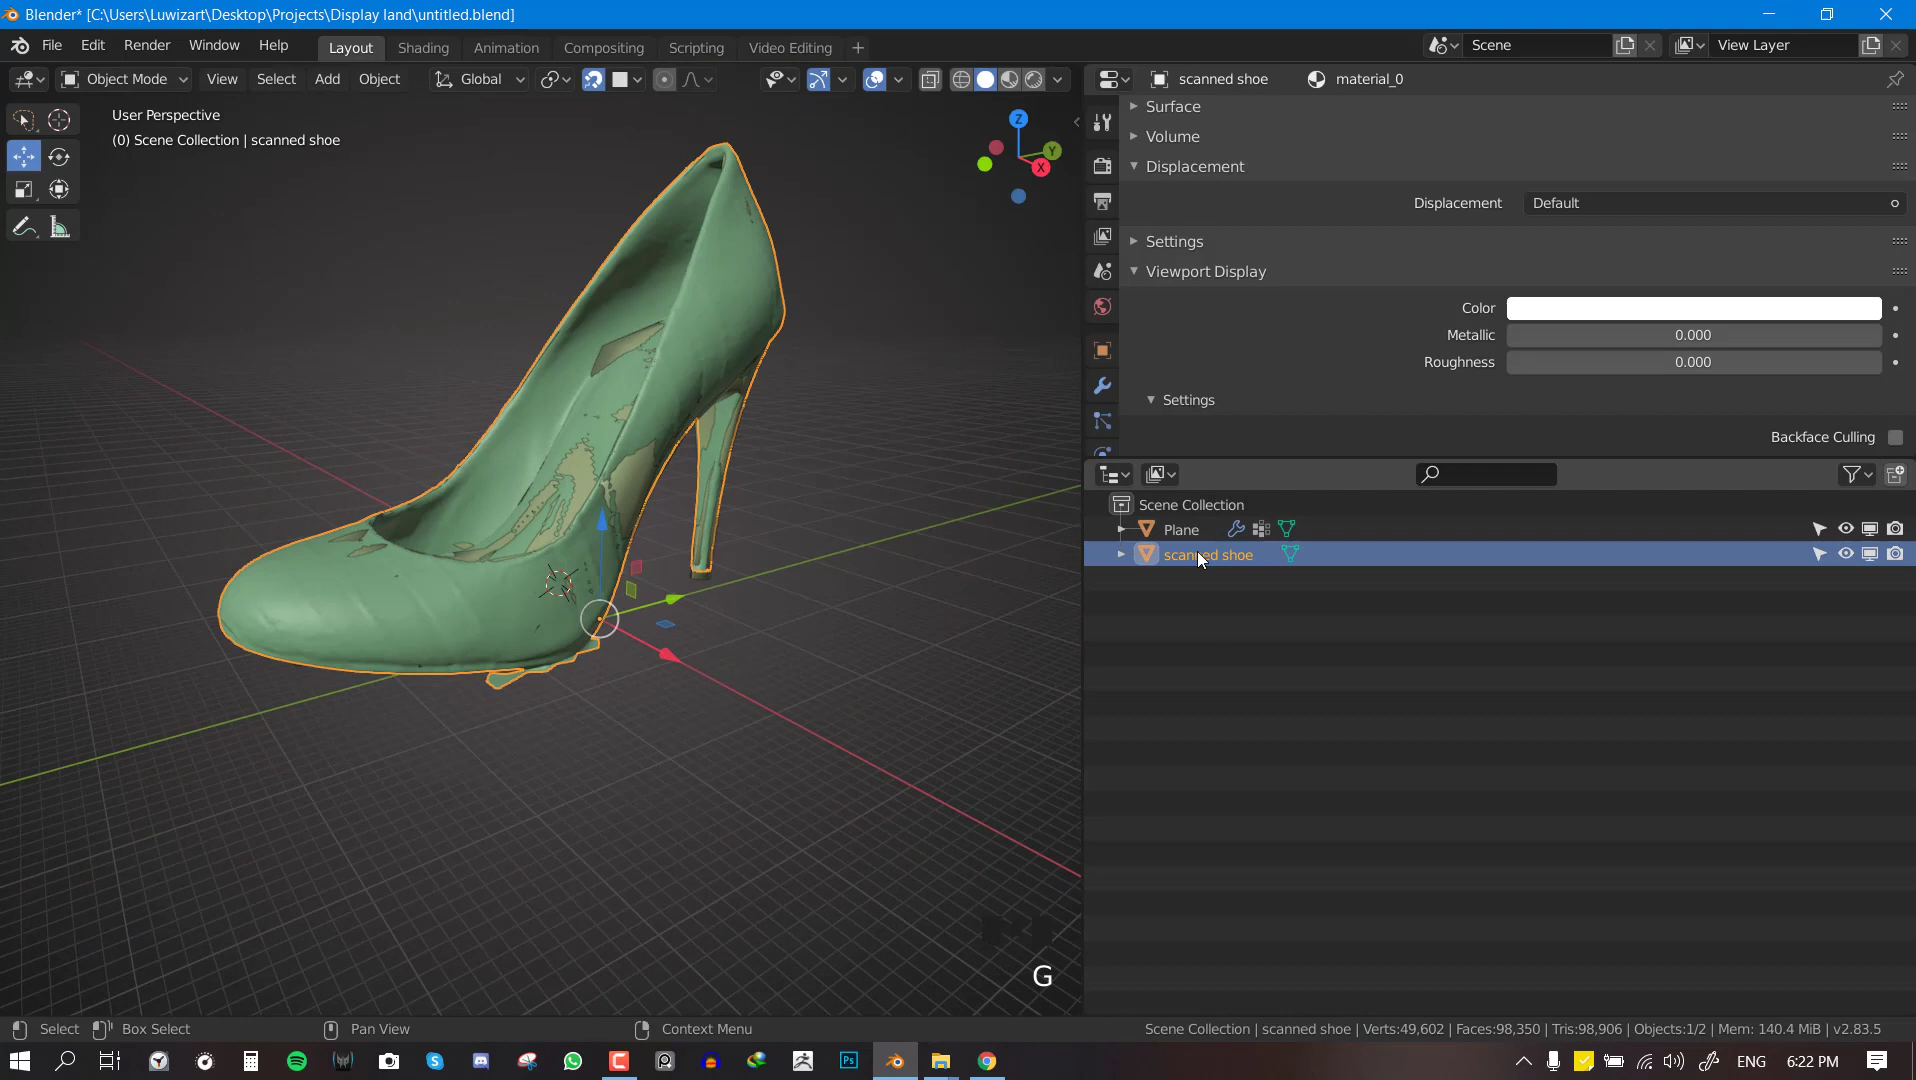 Blender* [C:\Users\Luwizart\Desktop\Projects\Display land\untitled.blend]
File Edit Render Window Help Layout Shading Animation Compositing Scripting Video Editing Scene View Layer
Object Mode View Select Add Object Global scanned shoe material_0
Surface
User Perspective
(0) Scene Collection | scanned shoe
Volume
Displacement
Displacement Default
Settings
Viewport Display
Color
Metallic 0.000
Roughness 0.000
Settings
Backface Culling
Scene Collection
Plane
scanned shoe
Z
Y
X
G
Select Box Select Pan View Context Menu Scene Collection | scanned shoe | Verts:49,602 | Faces:98,350 | Tris:98,906 | Objects:1/2 | Mem: 140.4 MiB | v2.83.5
Ps ENG 6:22 PM